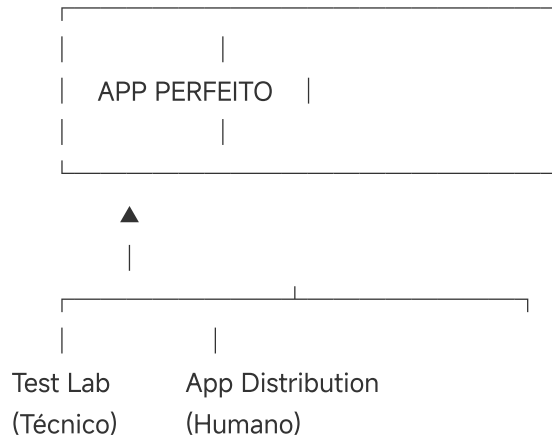 APP PERFEITO
Test Lab App Distribution
(Técnico) (Humano)